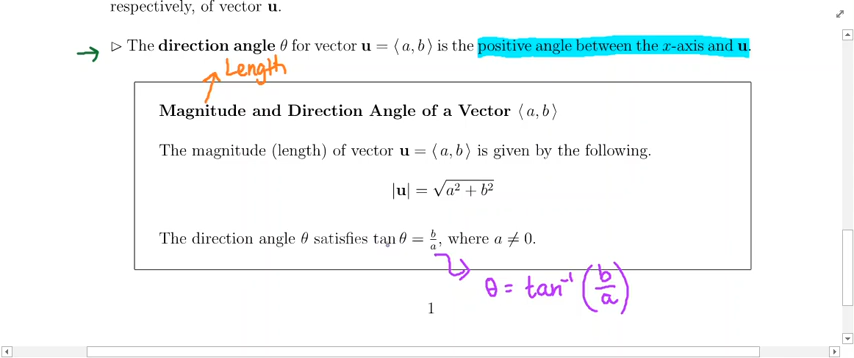 respectively, of vector u.
▷ The direction angle θ for vector u = ⟨a, b⟩ is the positive angle between the x-axis and u.
Length
Magnitude and Direction Angle of a Vector ⟨a, b⟩
The magnitude (length) of vector u = ⟨a, b⟩ is given by the following.
|u| = √(a² + b²)
The direction angle θ satisfies tan θ = b/a, where a ≠ 0.
θ = tan⁻¹ (b/a)
1